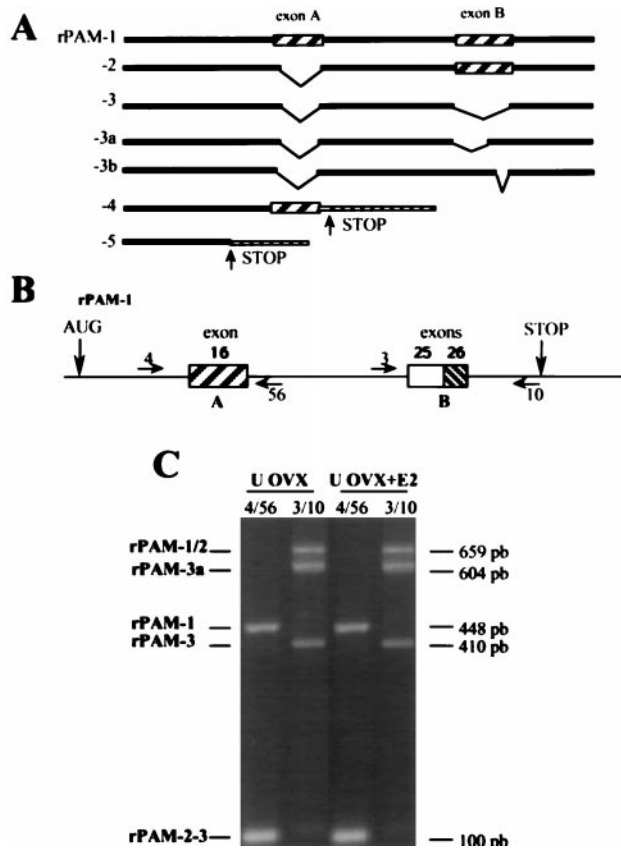 A
exon A
exon B
rPAM-1
-2
-3
-3a
-3b
-4
STOP
-5
STOP
B
rPAM-1
AUG
exon
16
exons
25 26
STOP
4
3
56
10
A
B
C
U OVX U OVX+E2
4/56 3/10 4/56 3/10
rPAM-1/2
659 pb
rPAM-3a
604 pb
rPAM-1
448 pb
rPAM-3
410 pb
rPAM-2-3
100 pb